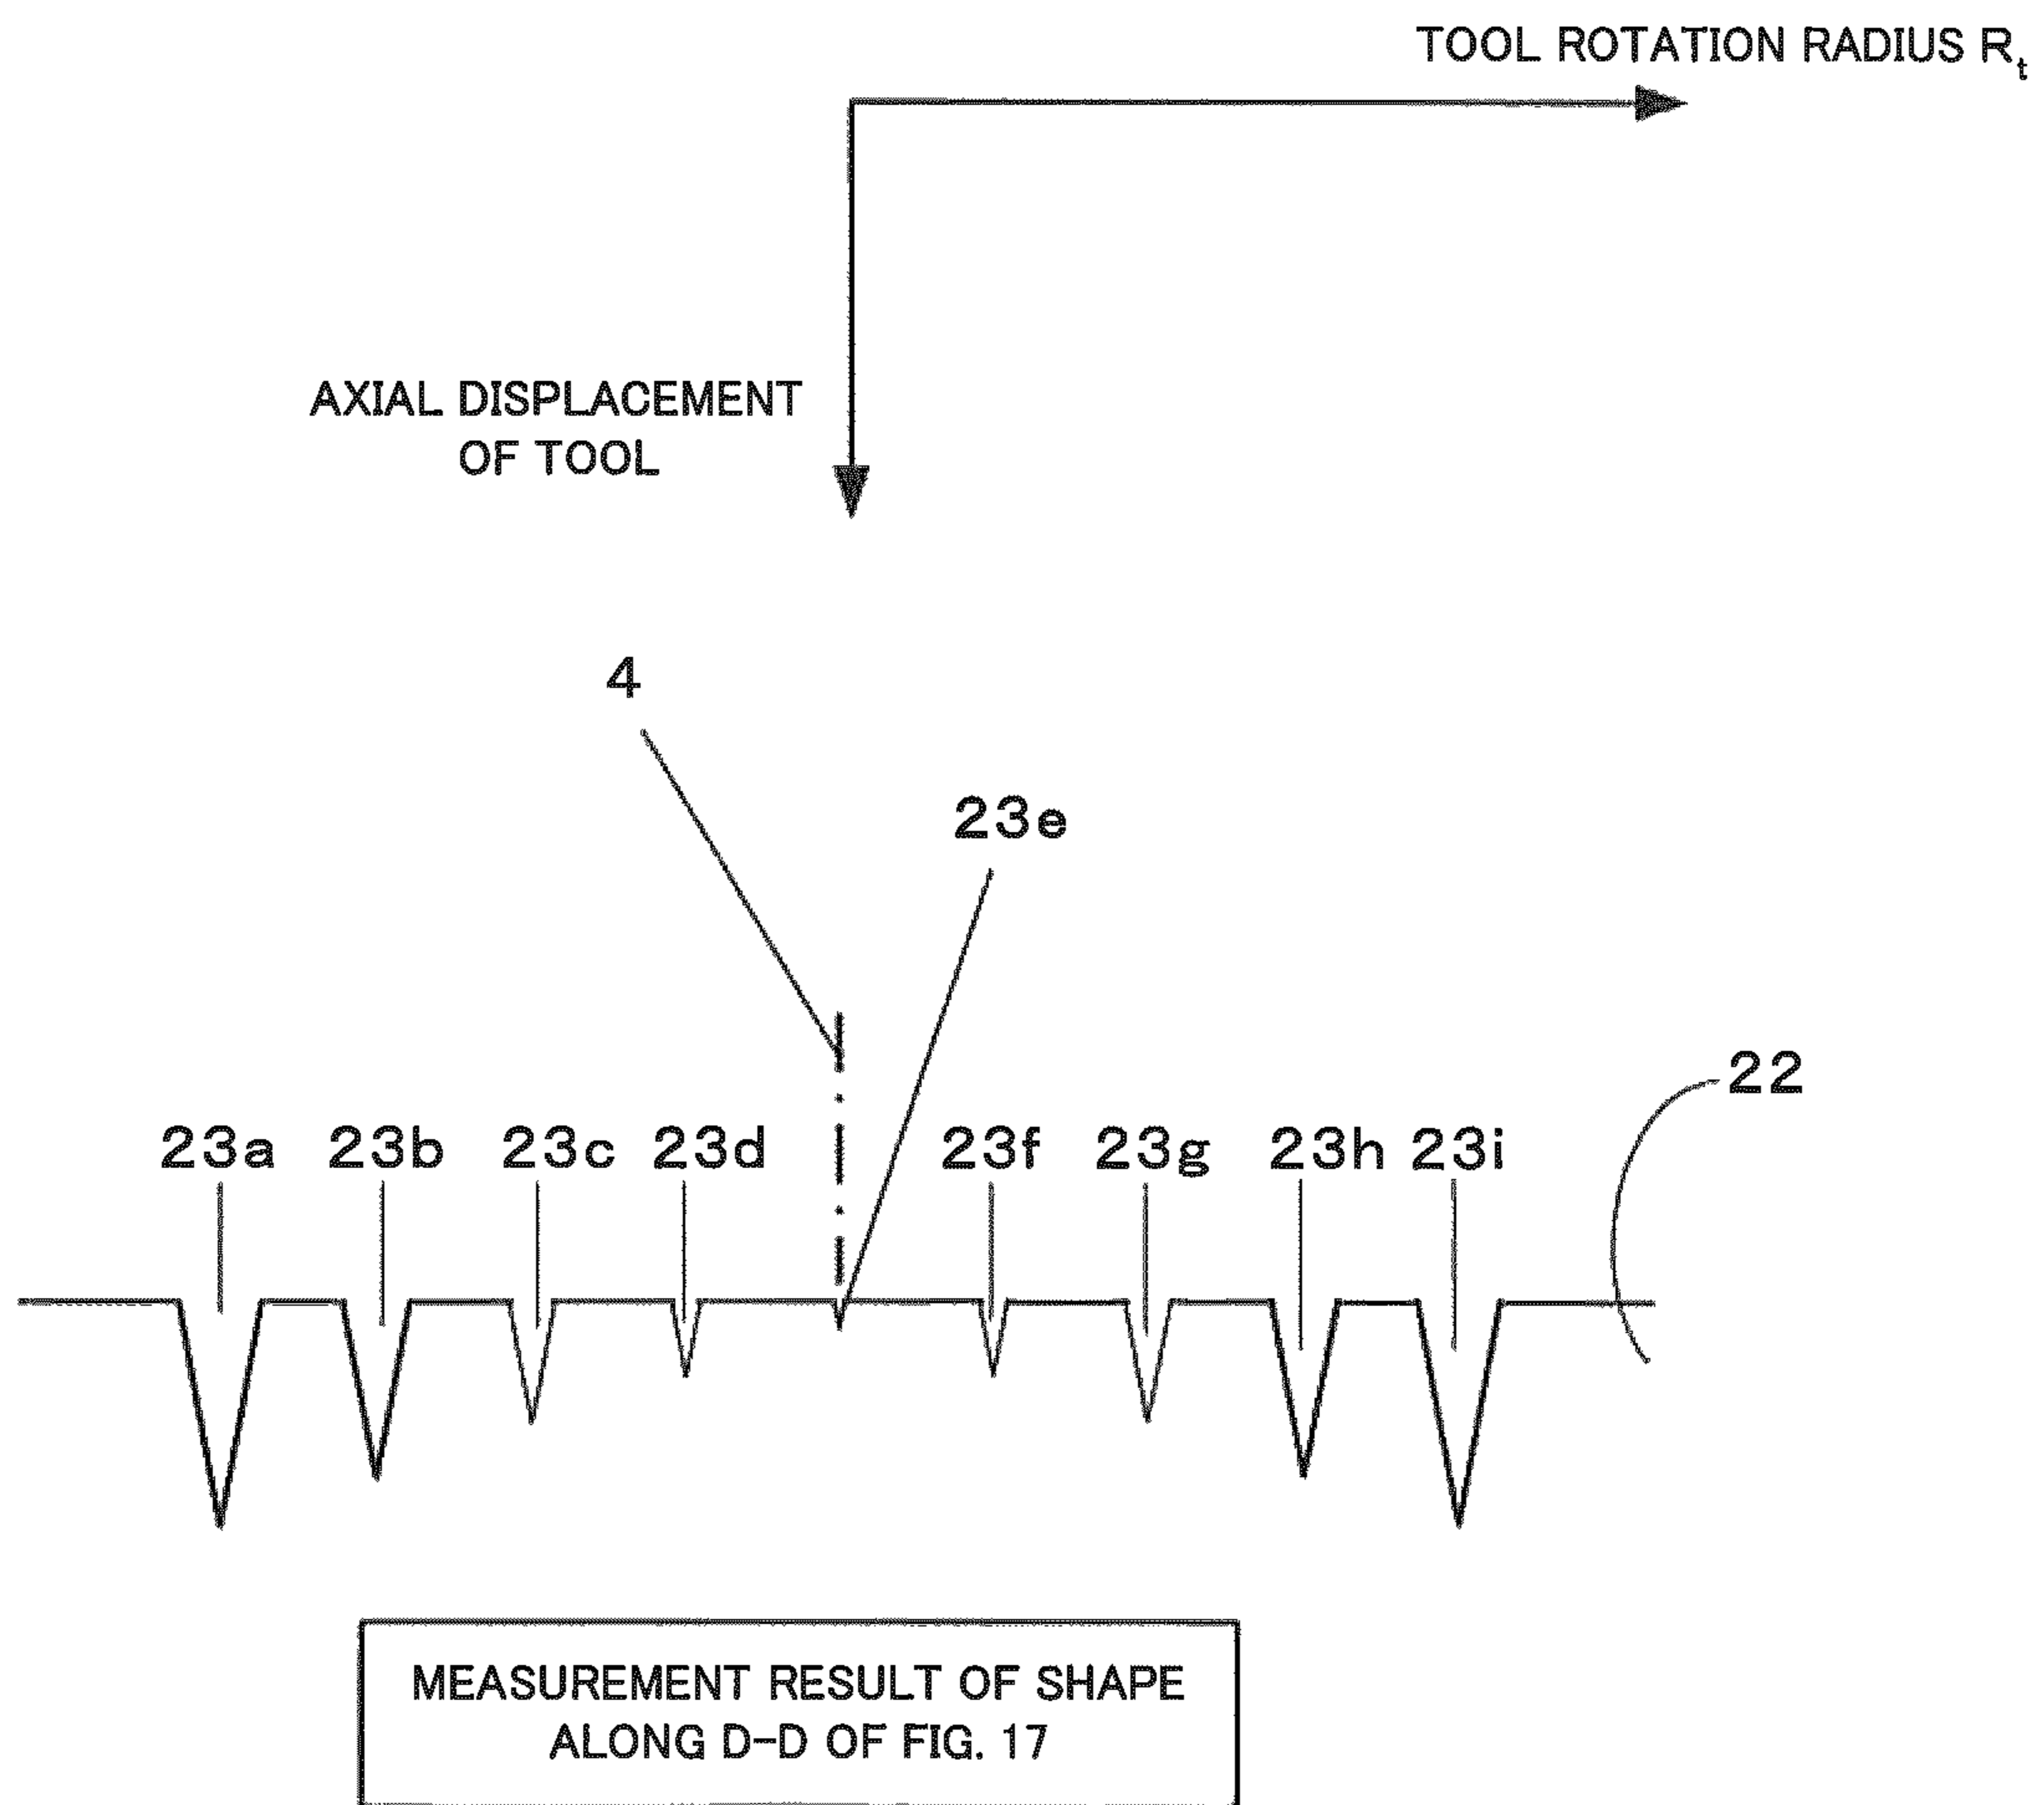 TOOL ROTATION RADIUS Rt
AXIAL DISPLACEMENT
OF TOOL
4
23e
22
23a 23b 23c 23d 23f 23g 23h 23i
MEASUREMENT RESULT OF SHAPE
ALONG D-D OF FIG. 17